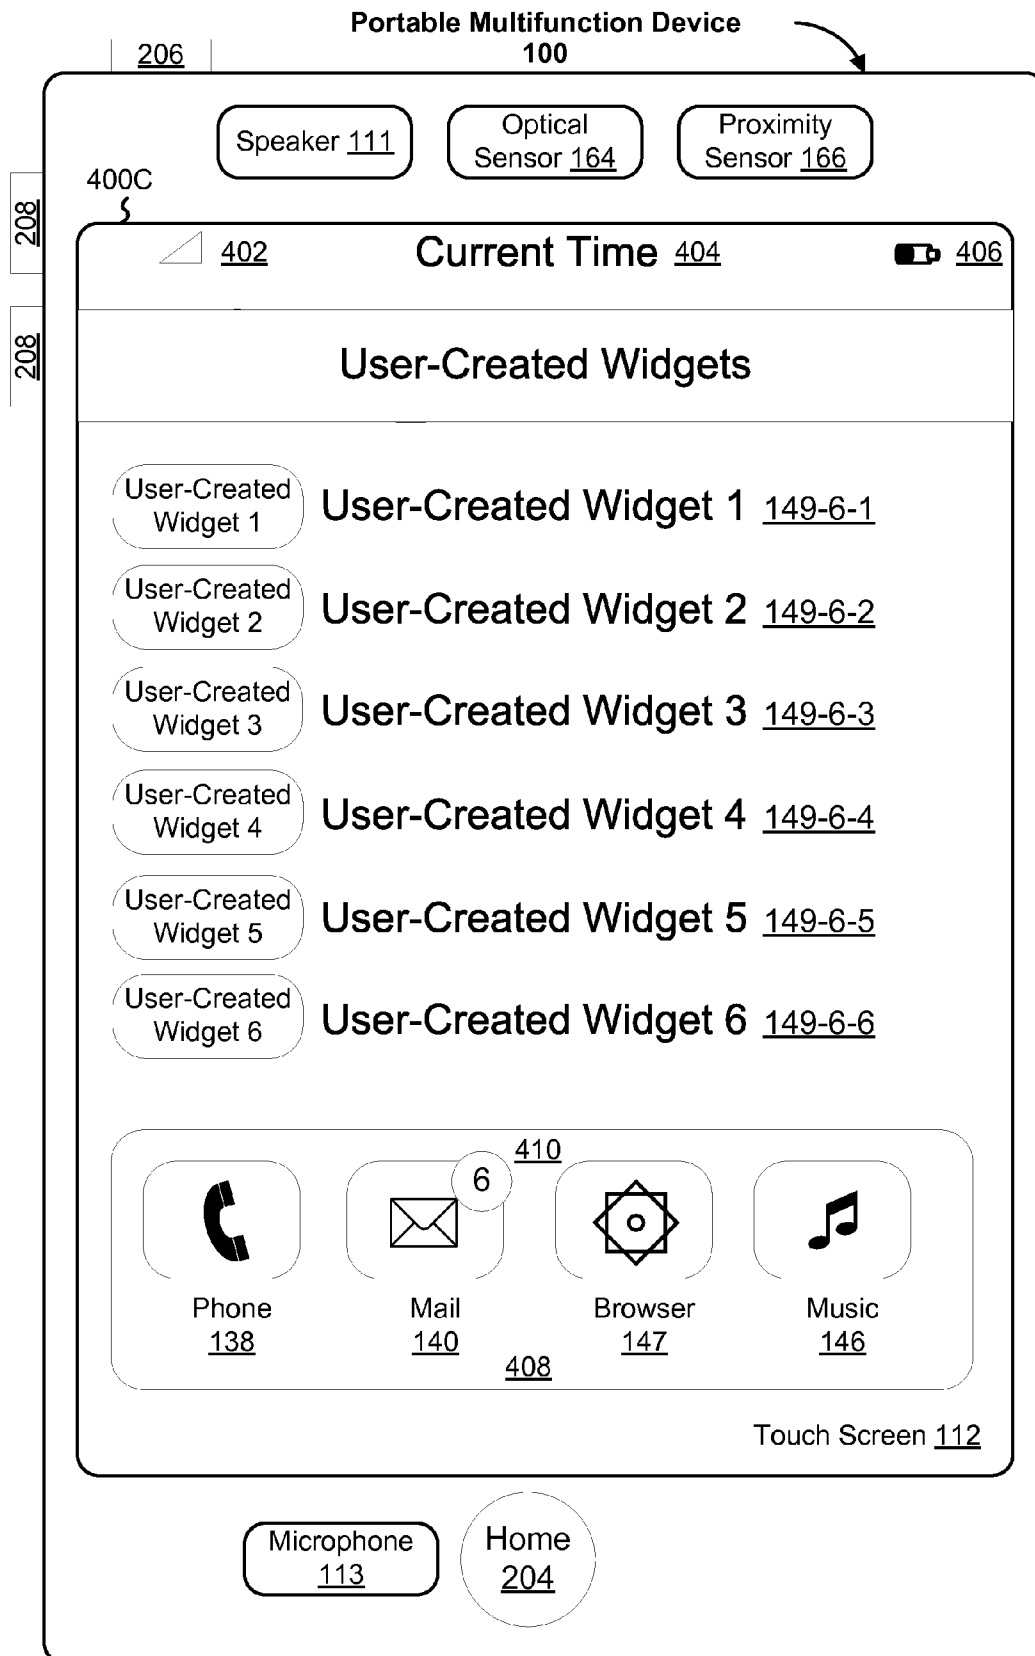 Portable Multifunction Device
100
206
Speaker 111
Optical
Sensor 164
Proximity
Sensor 166
400C
208
208
402
Current Time 404
406
User-Created Widgets
User-Created
Widget 1
User-Created Widget 1 149-6-1
User-Created
Widget 2
User-Created Widget 2 149-6-2
User-Created
Widget 3
User-Created Widget 3 149-6-3
User-Created
Widget 4
User-Created Widget 4 149-6-4
User-Created
Widget 5
User-Created Widget 5 149-6-5
User-Created
Widget 6
User-Created Widget 6 149-6-6
410
6
Phone
138
Mail
140
Browser
147
Music
146
408
Touch Screen 112
Microphone
113
Home
204